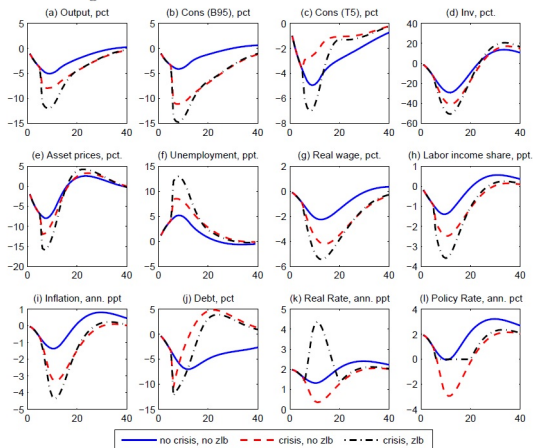 (a) Output, pct
5
0
-5
-10
-15
0 20 40
(b) Cons (B95), pct
5
0
-5
-10
-15
0 20 40
(c) Cons (T5), pct
0
-2
-4
-6
-8
0 20 40
(d) Inv, pct.
40
20
0
-20
-40
-60
0 20 40
(e) Asset prices, pct.
5
0
-5
-10
-15
-20
0 20 40
(f) Unemployment, ppt.
15
10
5
0
-5
0 20 40
(g) Real wage, pct.
2
0
-2
-4
-6
0 20 40
(h) Labor income share, ppt.
1
0
-1
-2
-3
-4
0 20 40
(i) Inflation, ann. ppt
1
0
-1
-2
-3
-4
-5
0 20 40
(j) Debt, pct
5
0
-5
-10
-15
0 20 40
(k) Real Rate, ann. ppt
5
4
3
2
1
0
0 20 40
(l) Policy Rate, ann. pct
4
2
0
-2
-4
0 20 40
no crisis, no zlb crisis, no zlb crisis, zlb